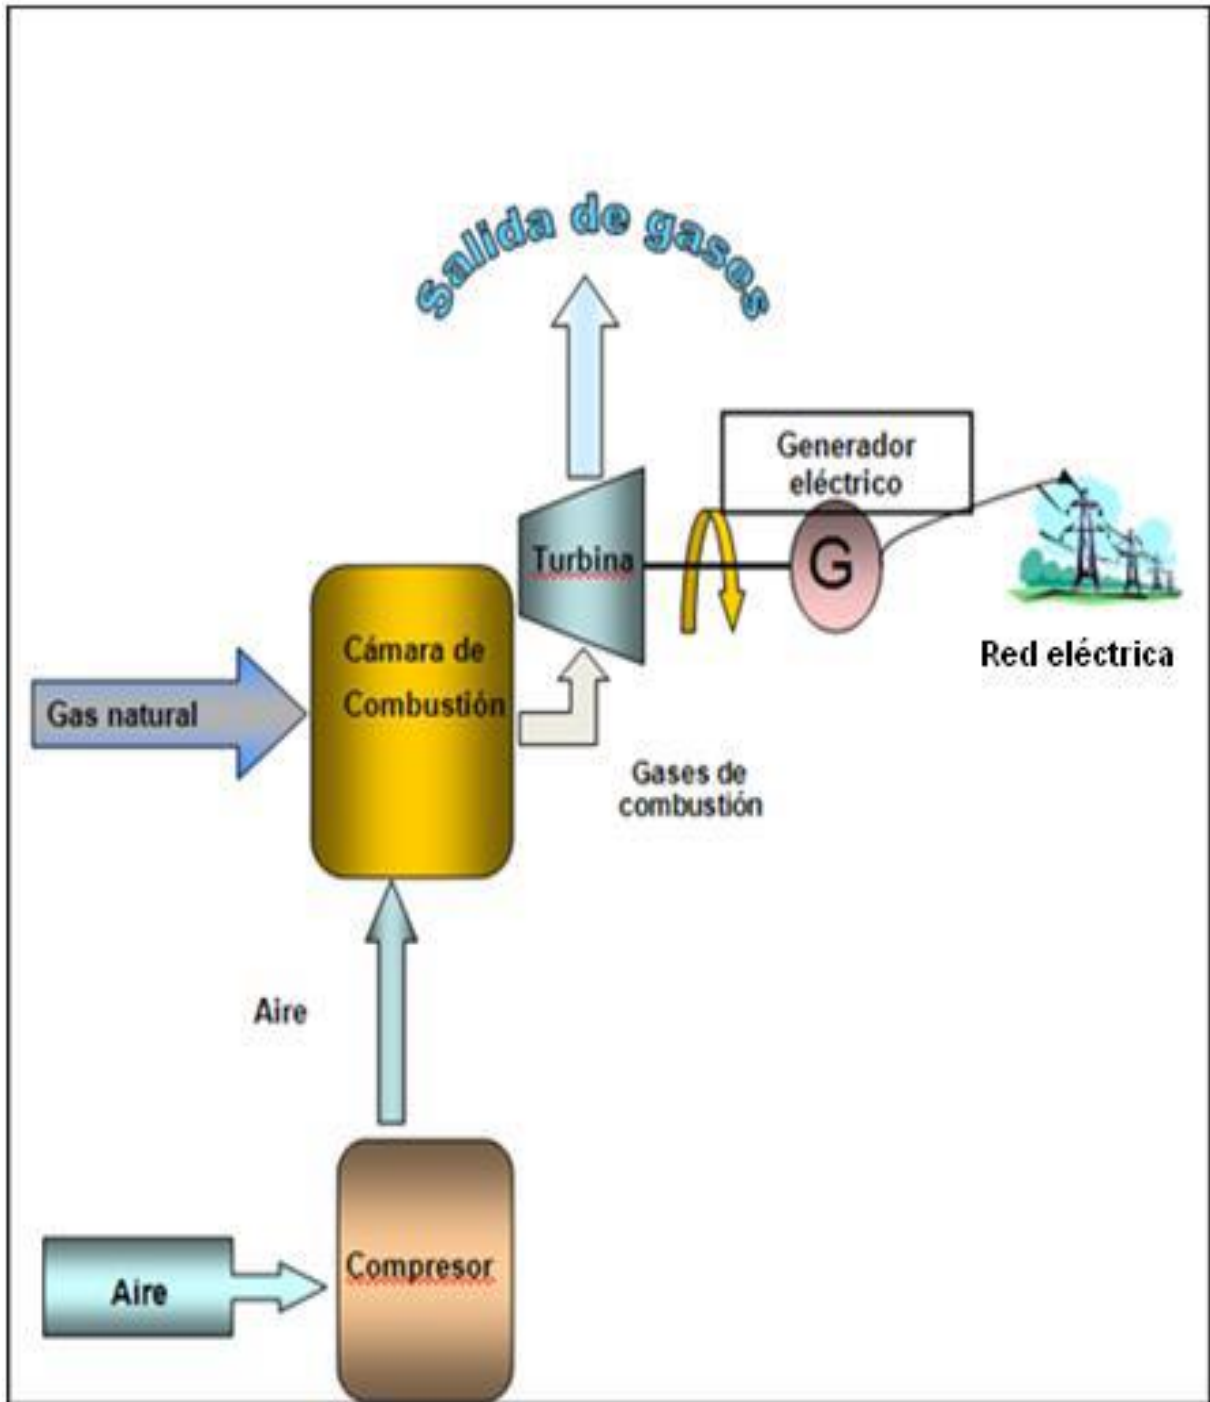 Salida de gases
Generador
eléctrico
Turbina
G
Cámara de
Combustión
Red eléctrica
Gas natural
Gases de
combustión
Aire
Compresor
Aire